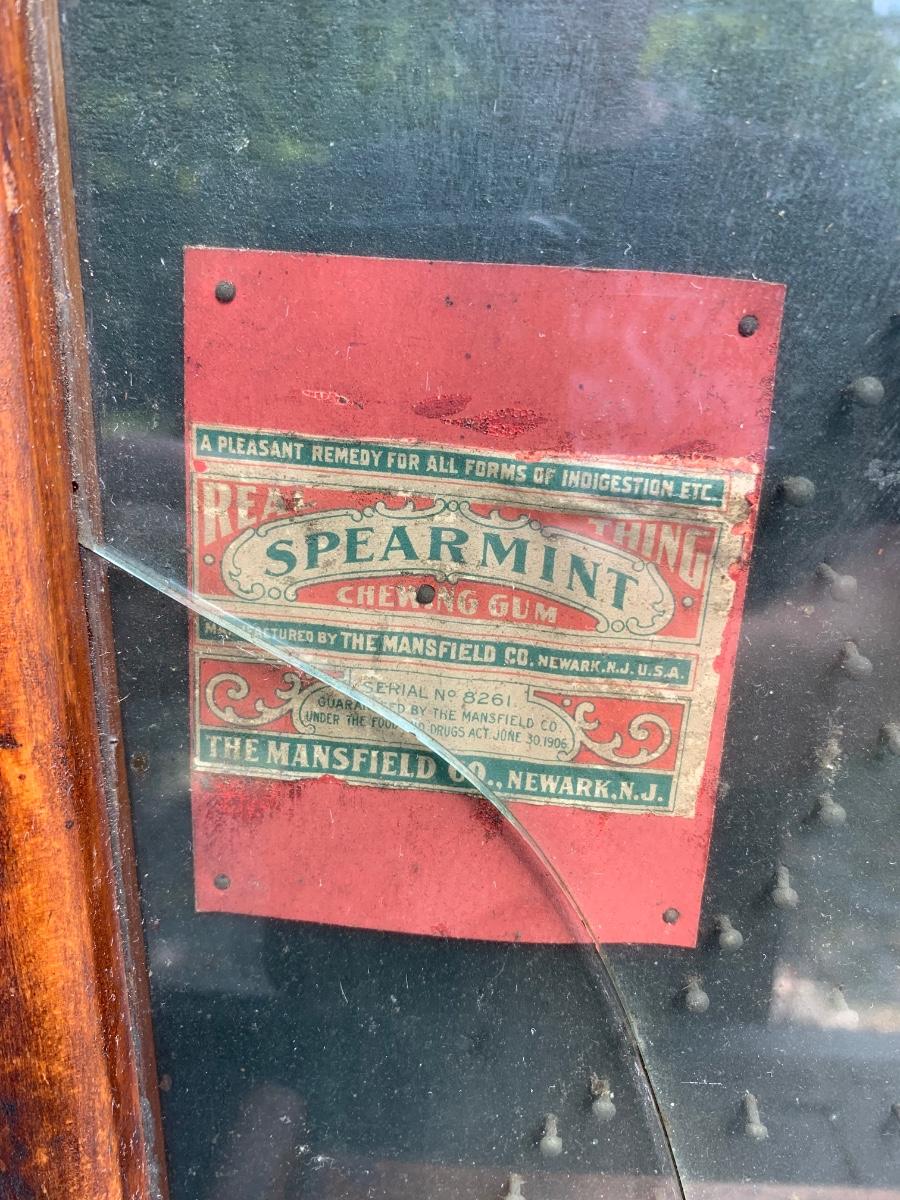 A PLEASANT REMEDY FOR ALL FORMS OF INDIGESTION ETC.
REAL THING
SPEARMINT
CHEWING GUM
MANUFACTURED BY THE MANSFIELD CO. NEWARK, N.J. U.S.A.
SERIAL No 8261.
GUARANTEED BY THE MANSFIELD CO.
UNDER THE FOOD AND DRUGS ACT. JUNE 30, 1906
THE MANSFIELD CO., NEWARK, N.J.